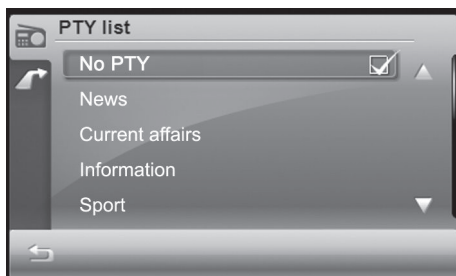 PTY list
No PTY
News
Current affairs
Information
Sport